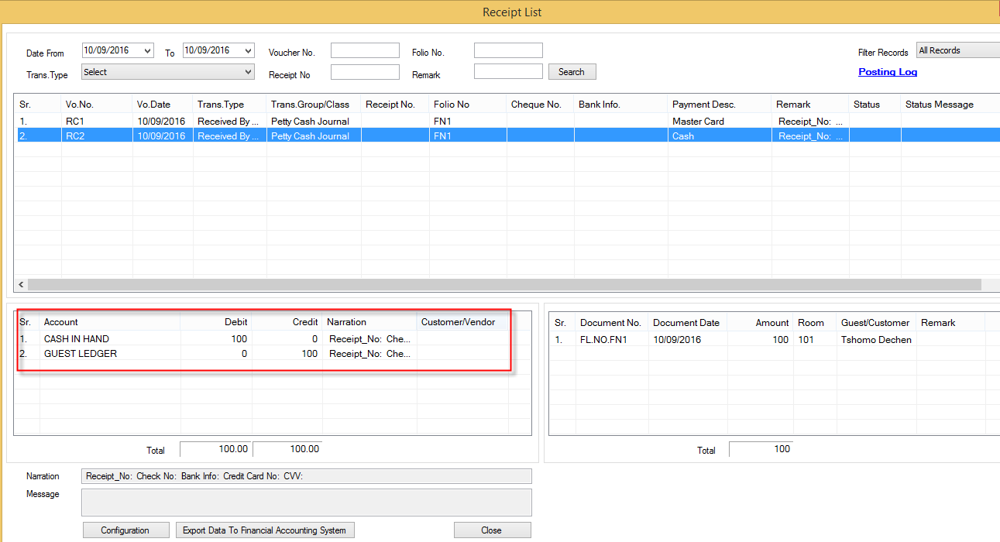 Receipt List
Date From 10/09/2016 To 10/09/2016 Voucher No. Folio No. Filter Records All Records
Trans.Type Select Receipt No Remark Search Posting Log
Sr. Vo.No. Vo.Date Trans.Type Trans.Group/Class Receipt No. Folio No Cheque No. Bank Info. Payment Desc. Remark Status Status Message
1. RC1 10/09/2016 Received By ... Petty Cash Journal FN1 Master Card Receipt_No: ...
2. RC2 10/09/2016 Received By ... Petty Cash Journal FN1 Cash Receipt_No: ...
Sr. Account Debit Credit Narration Customer/Vendor
1. CASH IN HAND 100 0 Receipt_No: Che...
2. GUEST LEDGER 0 100 Receipt_No: Che...
Total 100.00 100.00
Sr. Document No. Document Date Amount Room Guest/Customer Remark
1. FL.NO.FN1 10/09/2016 100 101 Tshomo Dechen
Total 100
Narration Receipt_No: Check No: Bank Info: Credit Card No: CVV:
Message
Configuration Export Data To Financial Accounting System Close